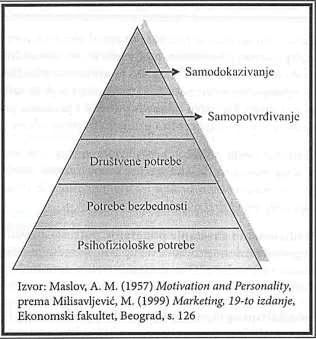 Samodokazivanje
Samopotvrđivanje
Društvene potrebe
Potrebe bezbednosti
Psihofiziološke potrebe
Izvor: Maslov, A. M. (1957) Motivation and Personality,
prema Milisavljević, M. (1999) Marketing, 19-to izdanje,
Ekonomski fakultet, Beograd, s. 126